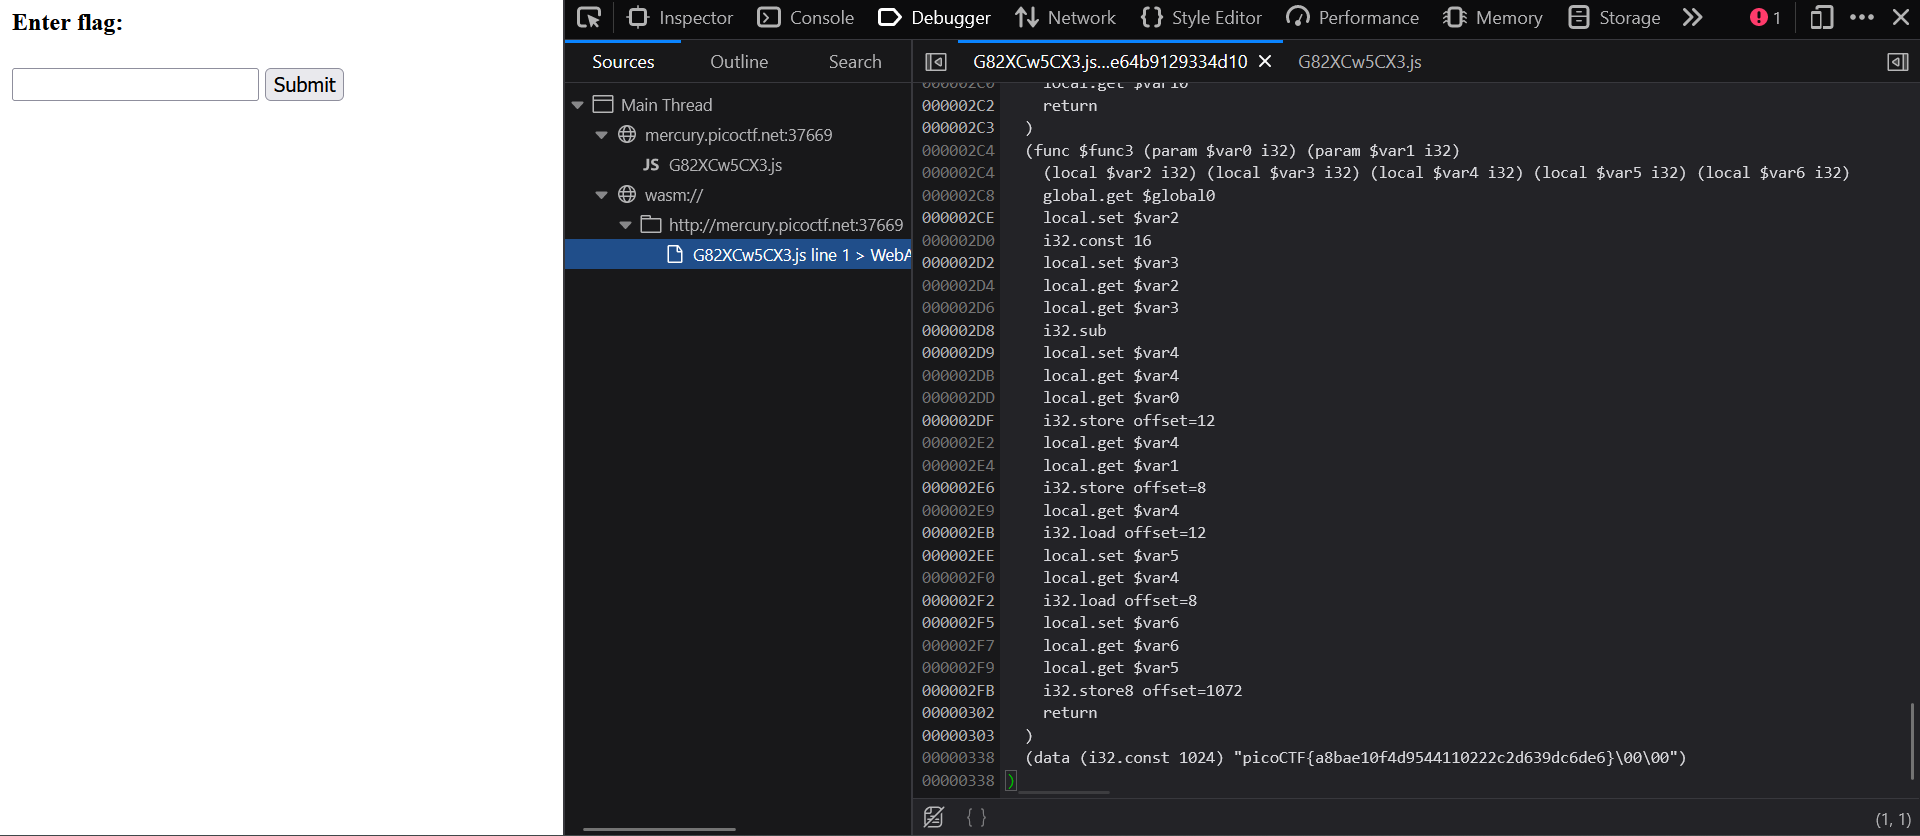 Enter flag:
Submit
Inspector Console Debugger Network Style Editor Performance Memory Storage 1
Sources Outline Search
G82XCw5CX3.js...e64b9129334d10 G82XCw5CX3.js
Main Thread
mercury.picoctf.net:37669
JS G82XCw5CX3.js
wasm://
http://mercury.picoctf.net:37669
G82XCw5CX3.js line 1 > WebA
000002C0 local.get $var10
000002C2 return
000002C3 )
000002C4 (func $func3 (param $var0 i32) (param $var1 i32)
000002C4 (local $var2 i32) (local $var3 i32) (local $var4 i32) (local $var5 i32) (local $var6 i32)
000002C8 global.get $global0
000002CE local.set $var2
000002D0 i32.const 16
000002D2 local.set $var3
000002D4 local.get $var2
000002D6 local.get $var3
000002D8 i32.sub
000002D9 local.set $var4
000002DB local.get $var4
000002DD local.get $var0
000002DF i32.store offset=12
000002E2 local.get $var4
000002E4 local.get $var1
000002E6 i32.store offset=8
000002E9 local.get $var4
000002EB i32.load offset=12
000002EE local.set $var5
000002F0 local.get $var4
000002F2 i32.load offset=8
000002F5 local.set $var6
000002F7 local.get $var6
000002F9 local.get $var5
000002FB i32.store8 offset=1072
00000302 return
00000303 )
00000338 (data (i32.const 1024) "picoCTF{a8bae10f4d9544110222c2d639dc6de6}\00\00")
00000338 )
{ } (1, 1)